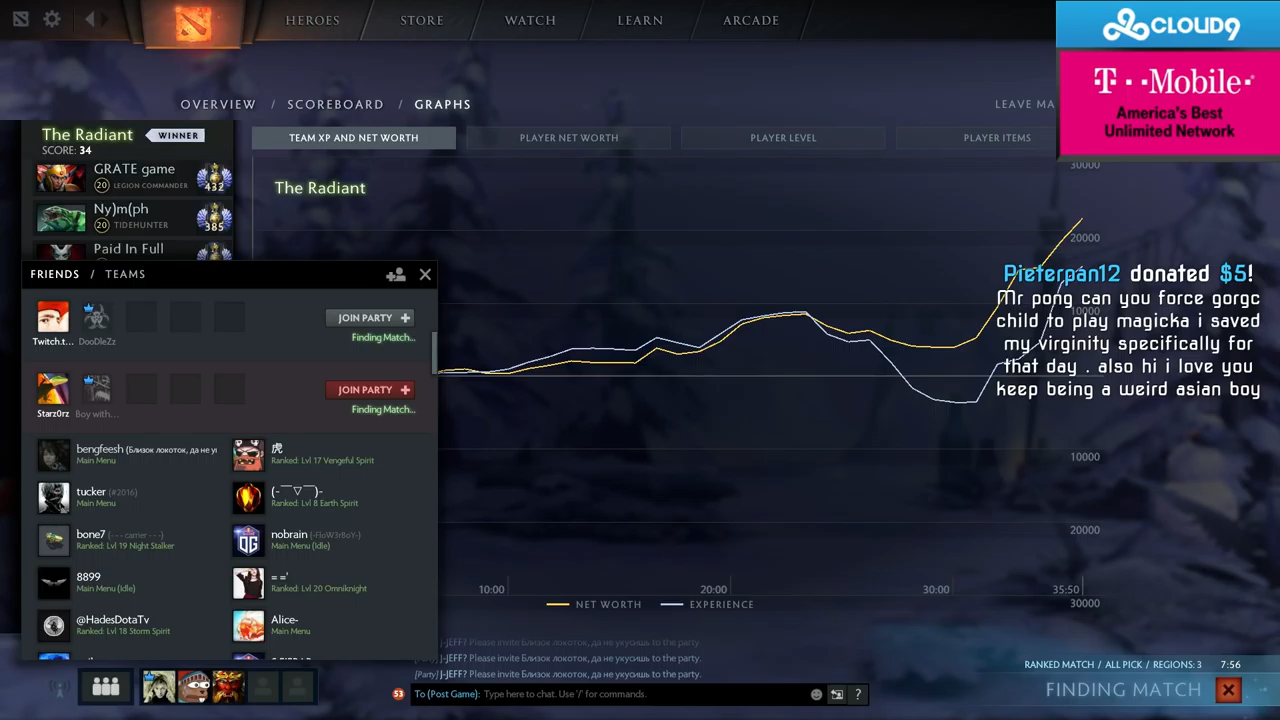 HEROES
STORE
WATCH
LEARN
ARCADE
CLOUD9
T··Mobile·
America's Best
Unlimited Network
OVERVIEW / SCOREBOARD / GRAPHS
LEAVE MA
The Radiant WINNER
SCORE: 34
TEAM XP AND NET WORTH
PLAYER NET WORTH
PLAYER LEVEL
PLAYER ITEMS
GRATE game
20 LEGION COMMANDER
432
Ny)m(ph
20 TIDEHUNTER
385
Paid In Full
The Radiant
30000
20000
10000
10000
20000
30000
Pieterpan12 donated $5!
Mr pong can you force gorgc
child to play magicka i saved
my virginity specifically for
that day . also hi i love you
keep being a weird asian boy
FRIENDS / TEAMS
Twitch.t...
DooDleZz
JOIN PARTY +
Finding Match...
Starz0rz
Boy with...
JOIN PARTY +
Finding Match...
bengfeesh (Близок локоток, да не у
Main Menu
虎
Ranked: Lvl 17 Vengeful Spirit
tucker (#2016)
Main Menu
(-￣▽￣)-
Ranked: Lvl 8 Earth Spirit
bone7 (- - - carrier - - -)
Ranked: Lvl 19 Night Stalker
nobrain (-FloW3rBoY-)
Main Menu (Idle)
8899
Main Menu (Idle)
= ='
Ranked: Lvl 20 Omniknight
@HadesDotaTv
Ranked: Lvl 18 Storm Spirit
Alice-
Main Menu
10:00
20:00
30:00
35:50
NET WORTH
EXPERIENCE
[Party] J-JEFF?: Please invite Близок локоток, да не укусишь to the party.
[Party] J-JEFF?: Please invite Близок локоток, да не укусишь to the party.
[Party] J-JEFF?: Please invite Близок локоток, да не укусишь to the party.
53
To (Post Game): Type here to chat. Use '/' for commands.
?
RANKED MATCH / ALL PICK / REGIONS: 3
7:56
FINDING MATCH